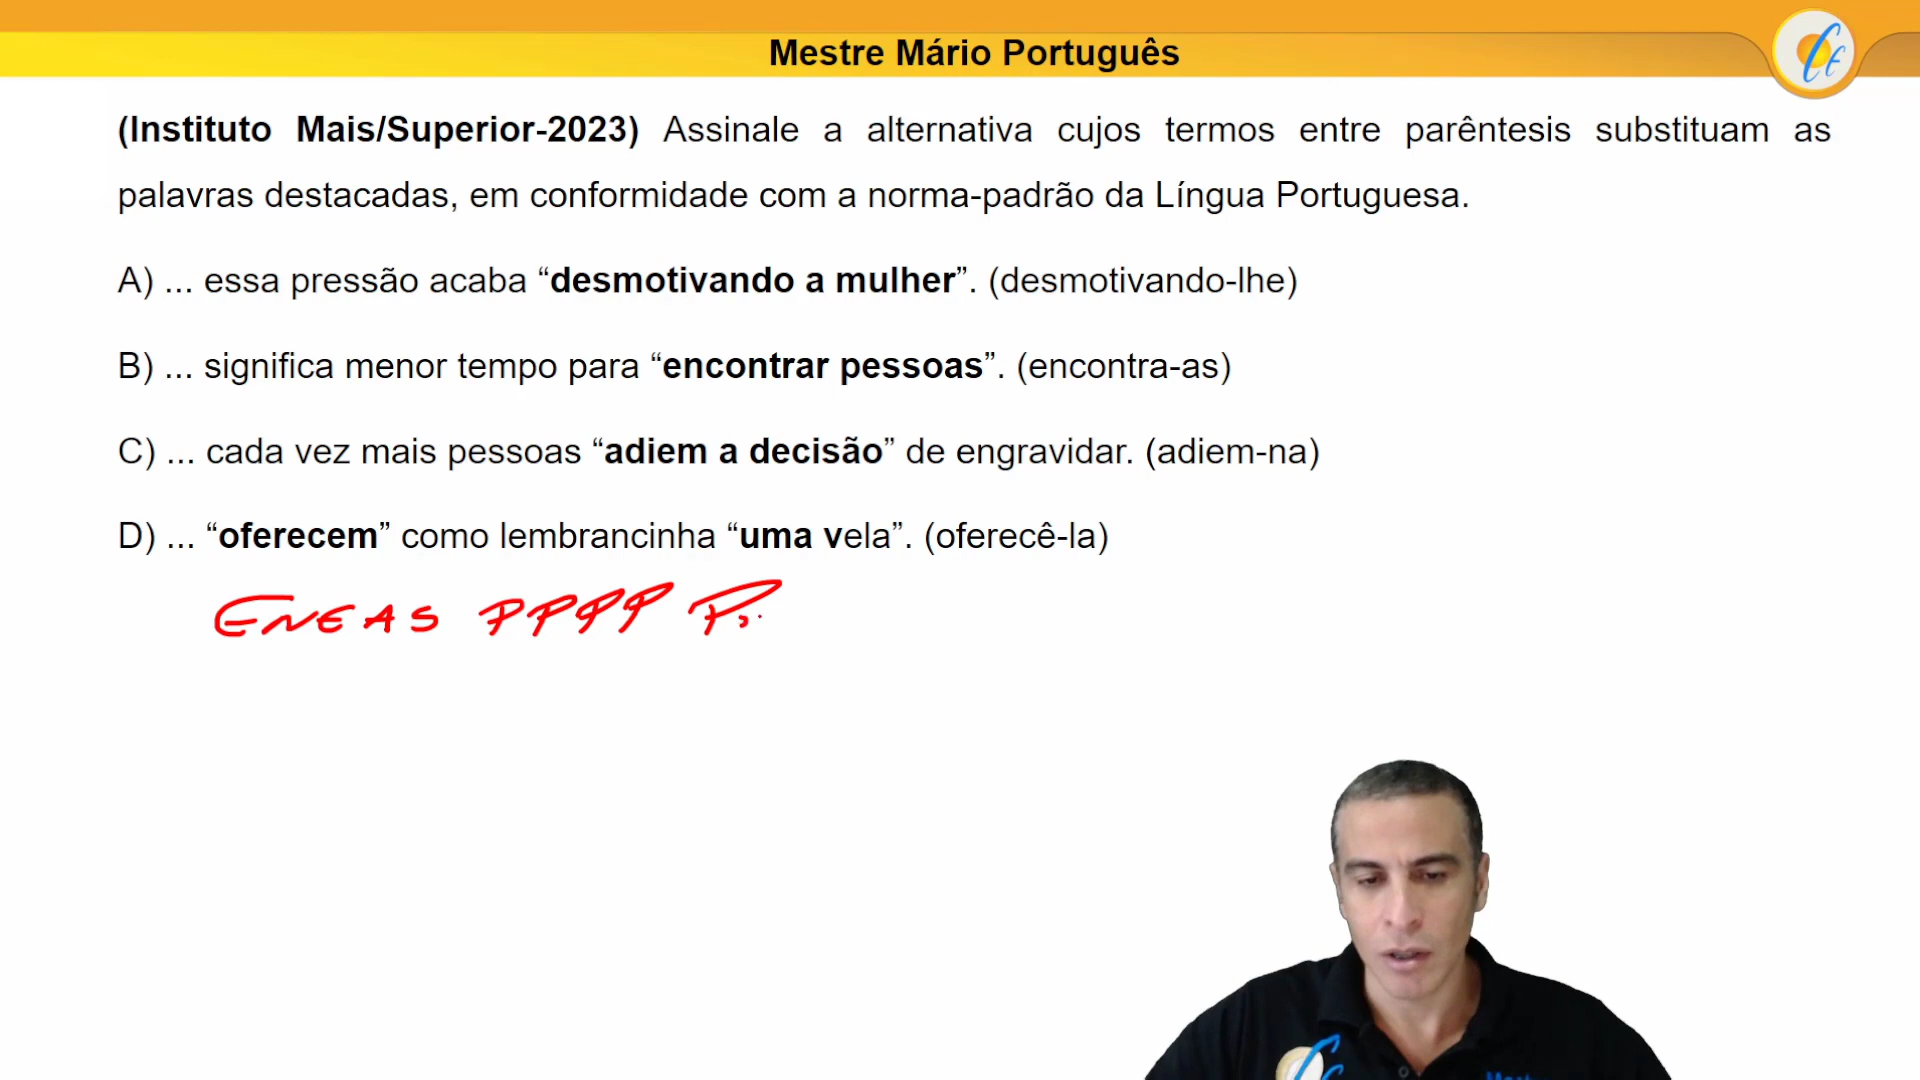 Mestre Mário Português
(Instituto Mais/Superior-2023) Assinale a alternativa cujos termos entre parêntesis substituam as
palavras destacadas, em conformidade com a norma-padrão da Língua Portuguesa.
A) ... essa pressão acaba “desmotivando a mulher”. (desmotivando-lhe)
B) ... significa menor tempo para “encontrar pessoas”. (encontra-as)
C) ... cada vez mais pessoas “adiem a decisão” de engravidar. (adiem-na)
D) ... “oferecem” como lembrancinha “uma vela”. (oferecê-la)
ENEAS PPPP